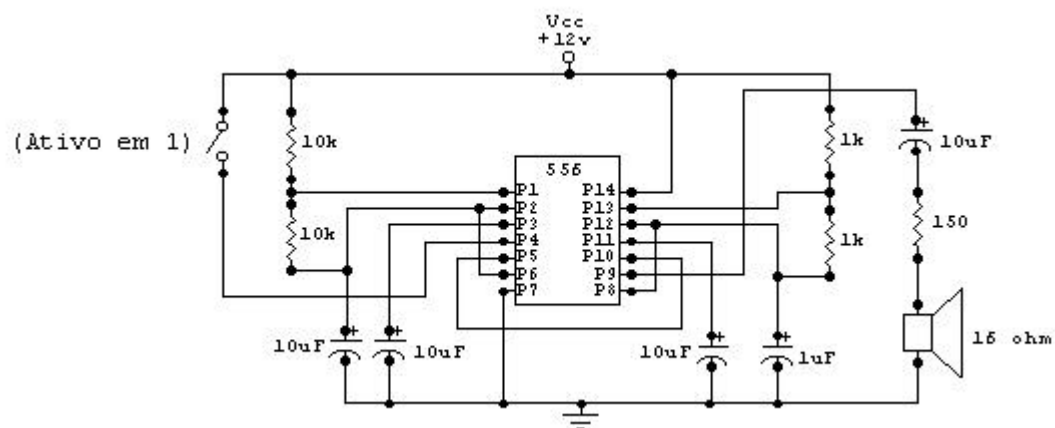 Vcc
+12v
(Ativo em 1)
10k
10k
556
P1
P2
P3
P4
P5
P6
P7
P14
P13
P12
P11
P10
P9
P8
1k
1k
+
10uF
150
16 ohm
+
10uF
+
10uF
+
10uF
+
1uF